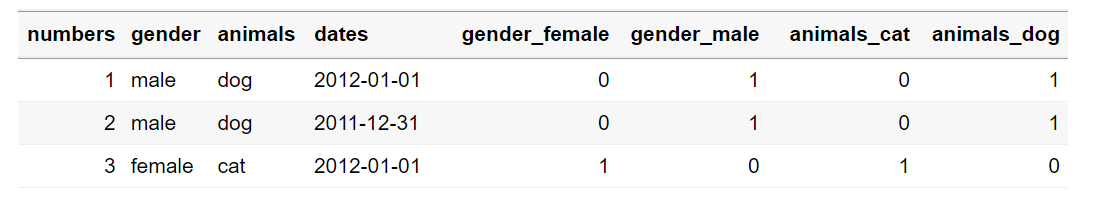 numbers gender animals dates gender_female gender_male animals_cat animals_dog
1 male dog 2012-01-01 0 1 0 1
2 male dog 2011-12-31 0 1 0 1
3 female cat 2012-01-01 1 0 1 0